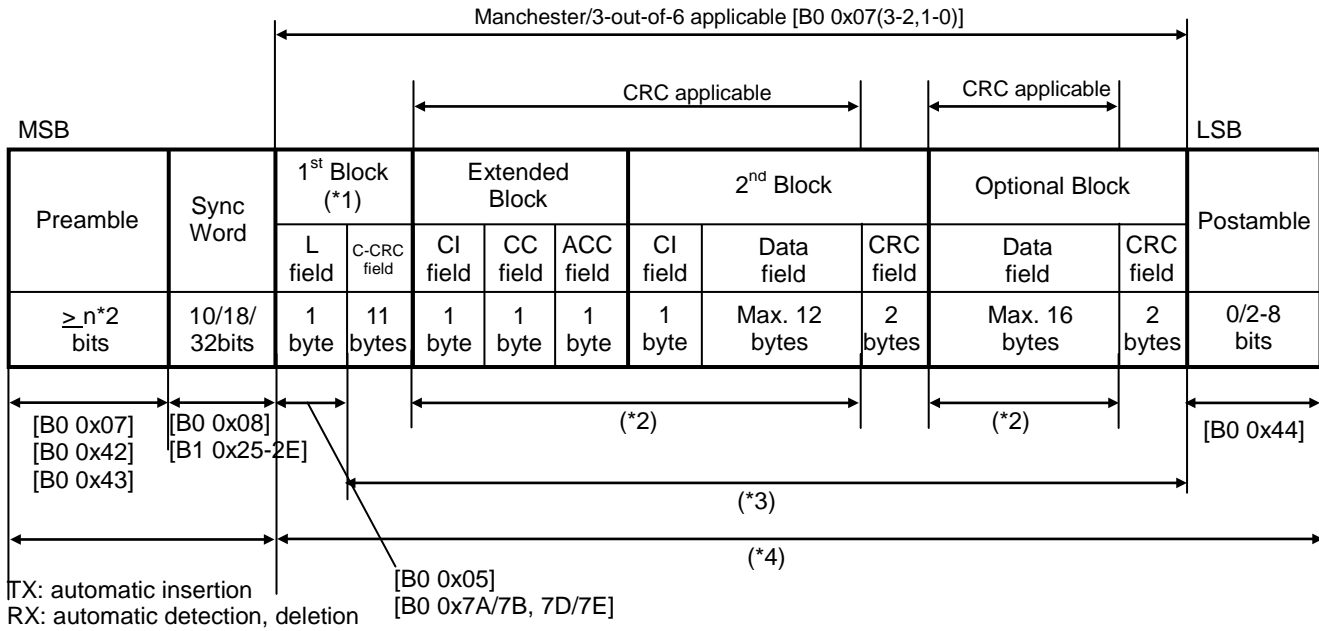 Manchester/3-out-of-6 applicable [B0 0x07(3-2,1-0)]
CRC applicable
CRC applicable
MSB
LSB
Preamble
Sync
Word
1st Block
(*1)
Extended
Block
2nd Block
Optional Block
Postamble
L
field
C-CRC
field
CI
field
CC
field
ACC
field
CI
field
Data
field
CRC
field
Data
field
CRC
field
> n*2
bits
10/18/
32bits
1
byte
11
bytes
1
byte
1
byte
1
byte
1
byte
Max. 12
bytes
2
bytes
Max. 16
bytes
2
bytes
0/2-8
bits
[B0 0x07]
[B0 0x42]
[B0 0x43]
[B0 0x08]
[B1 0x25-2E]
(*2)
(*2)
[B0 0x44]
(*3)
(*4)
TX: automatic insertion
RX: automatic detection, deletion
[B0 0x05]
[B0 0x7A/7B, 7D/7E]